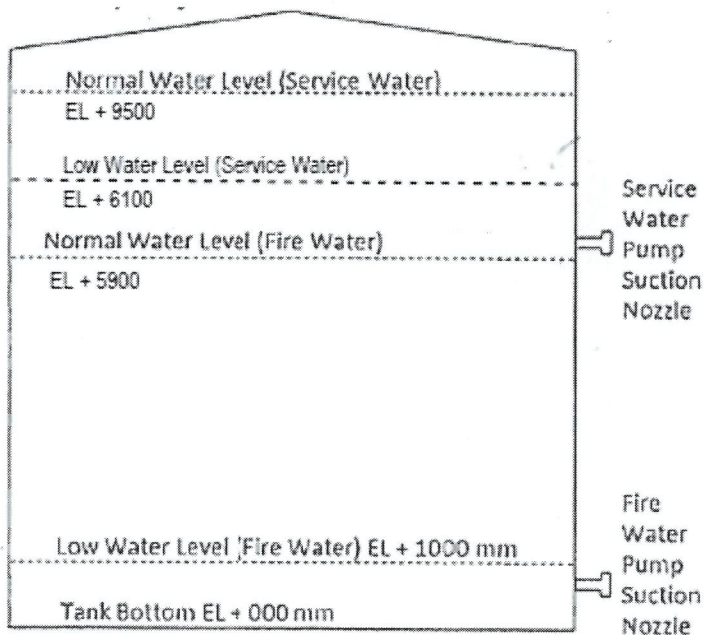 Normal Water Level (Service Water)
EL + 9500
Low Water Level (Service Water)
EL + 6100
Normal Water Level (Fire Water)
EL + 5900
Service
Water
Pump
Suction
Nozzle
Low Water Level (Fire Water) EL + 1000 mm
Tank Bottom EL + 000 mm
Fire
Water
Pump
Suction
Nozzle